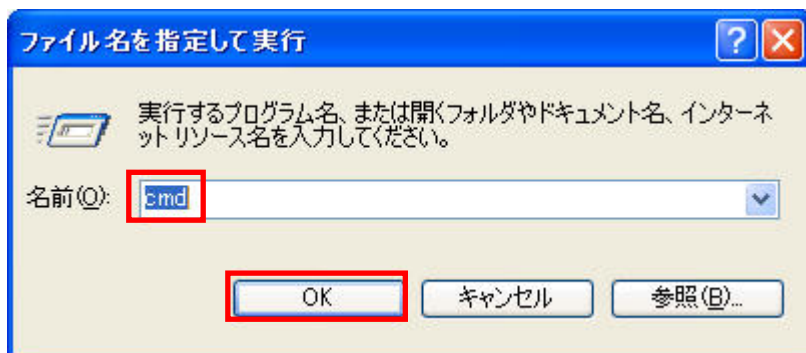 ファイル名を指定して実行
実行するプログラム名、または開くフォルダやドキュメント名、インターネ
ット リソース名を入力してください。
名前(O): cmd
OK キャンセル 参照(B)...